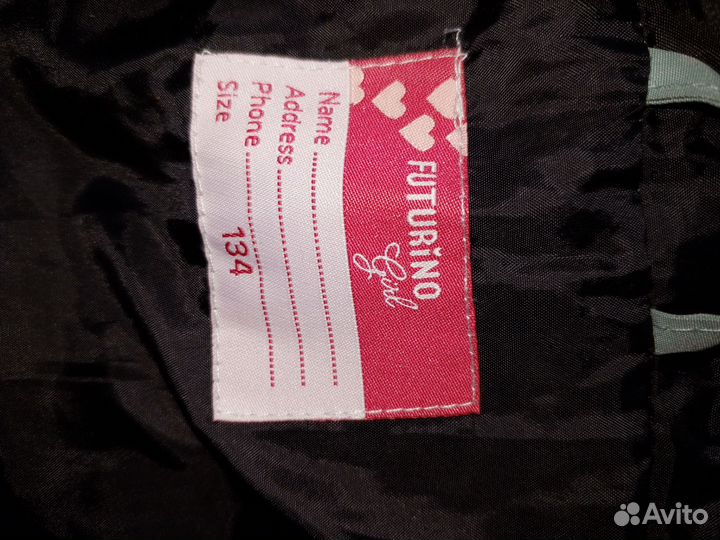 FUTURINO
Girl
Name ........................
Address ........................
Phone ........................
Size 134
Avito